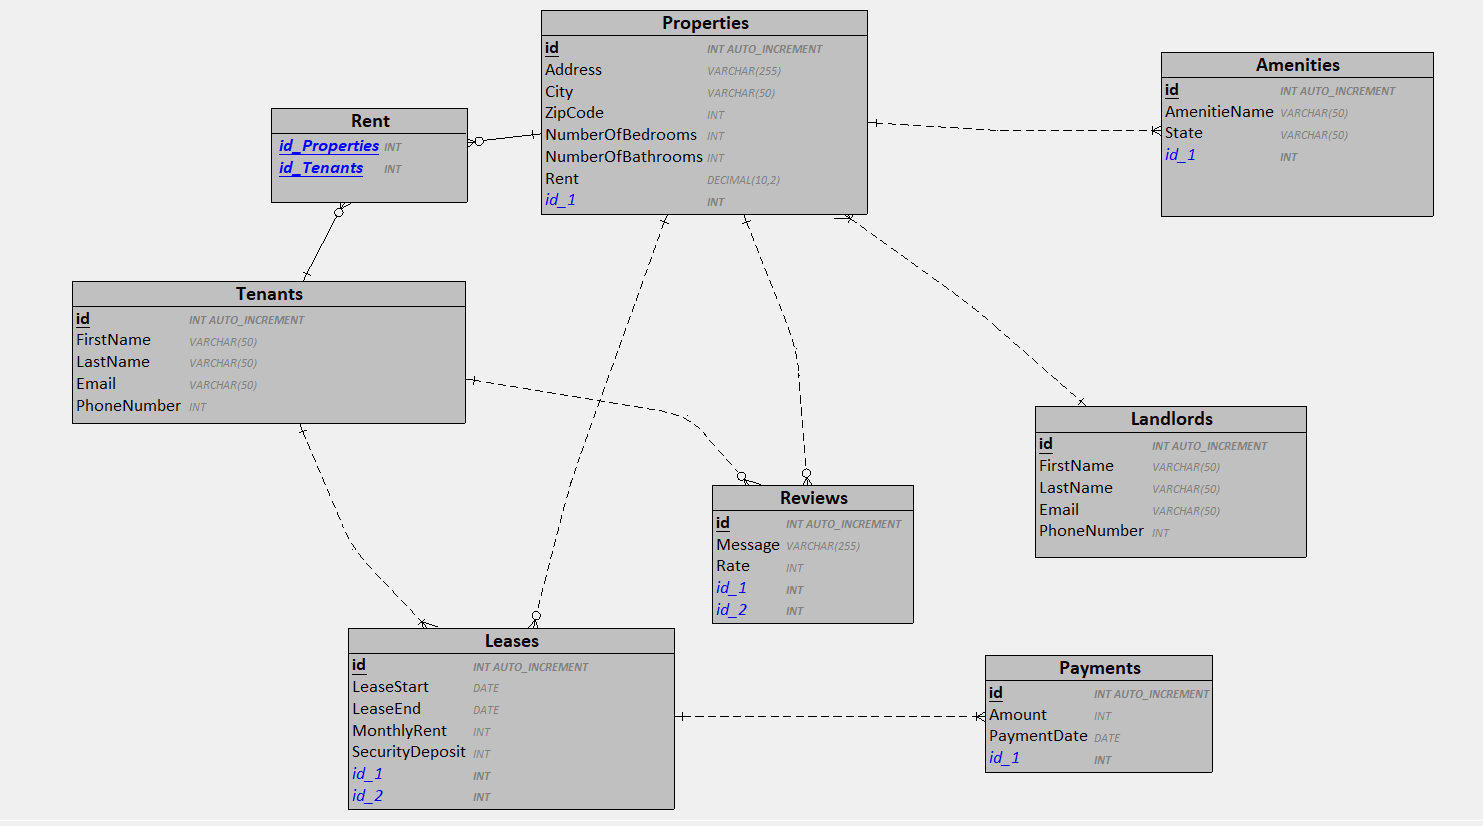 Properties
id INT AUTO_INCREMENT
Address VARCHAR(255)
City VARCHAR(50)
ZipCode INT
NumberOfBedrooms INT
NumberOfBathrooms INT
Rent DECIMAL(10,2)
id_1 INT
Amenities
id INT AUTO_INCREMENT
AmenitieName VARCHAR(50)
State VARCHAR(50)
id_1 INT
Rent
id_Properties INT
id_Tenants INT
Tenants
id INT AUTO_INCREMENT
FirstName VARCHAR(50)
LastName VARCHAR(50)
Email VARCHAR(50)
PhoneNumber INT
Landlords
id INT AUTO_INCREMENT
FirstName VARCHAR(50)
LastName VARCHAR(50)
Email VARCHAR(50)
PhoneNumber INT
Reviews
id INT AUTO_INCREMENT
Message VARCHAR(255)
Rate INT
id_1 INT
id_2 INT
Leases
id INT AUTO_INCREMENT
LeaseStart DATE
LeaseEnd DATE
MonthlyRent INT
SecurityDeposit INT
id_1 INT
id_2 INT
Payments
id INT AUTO_INCREMENT
Amount INT
PaymentDate DATE
id_1 INT